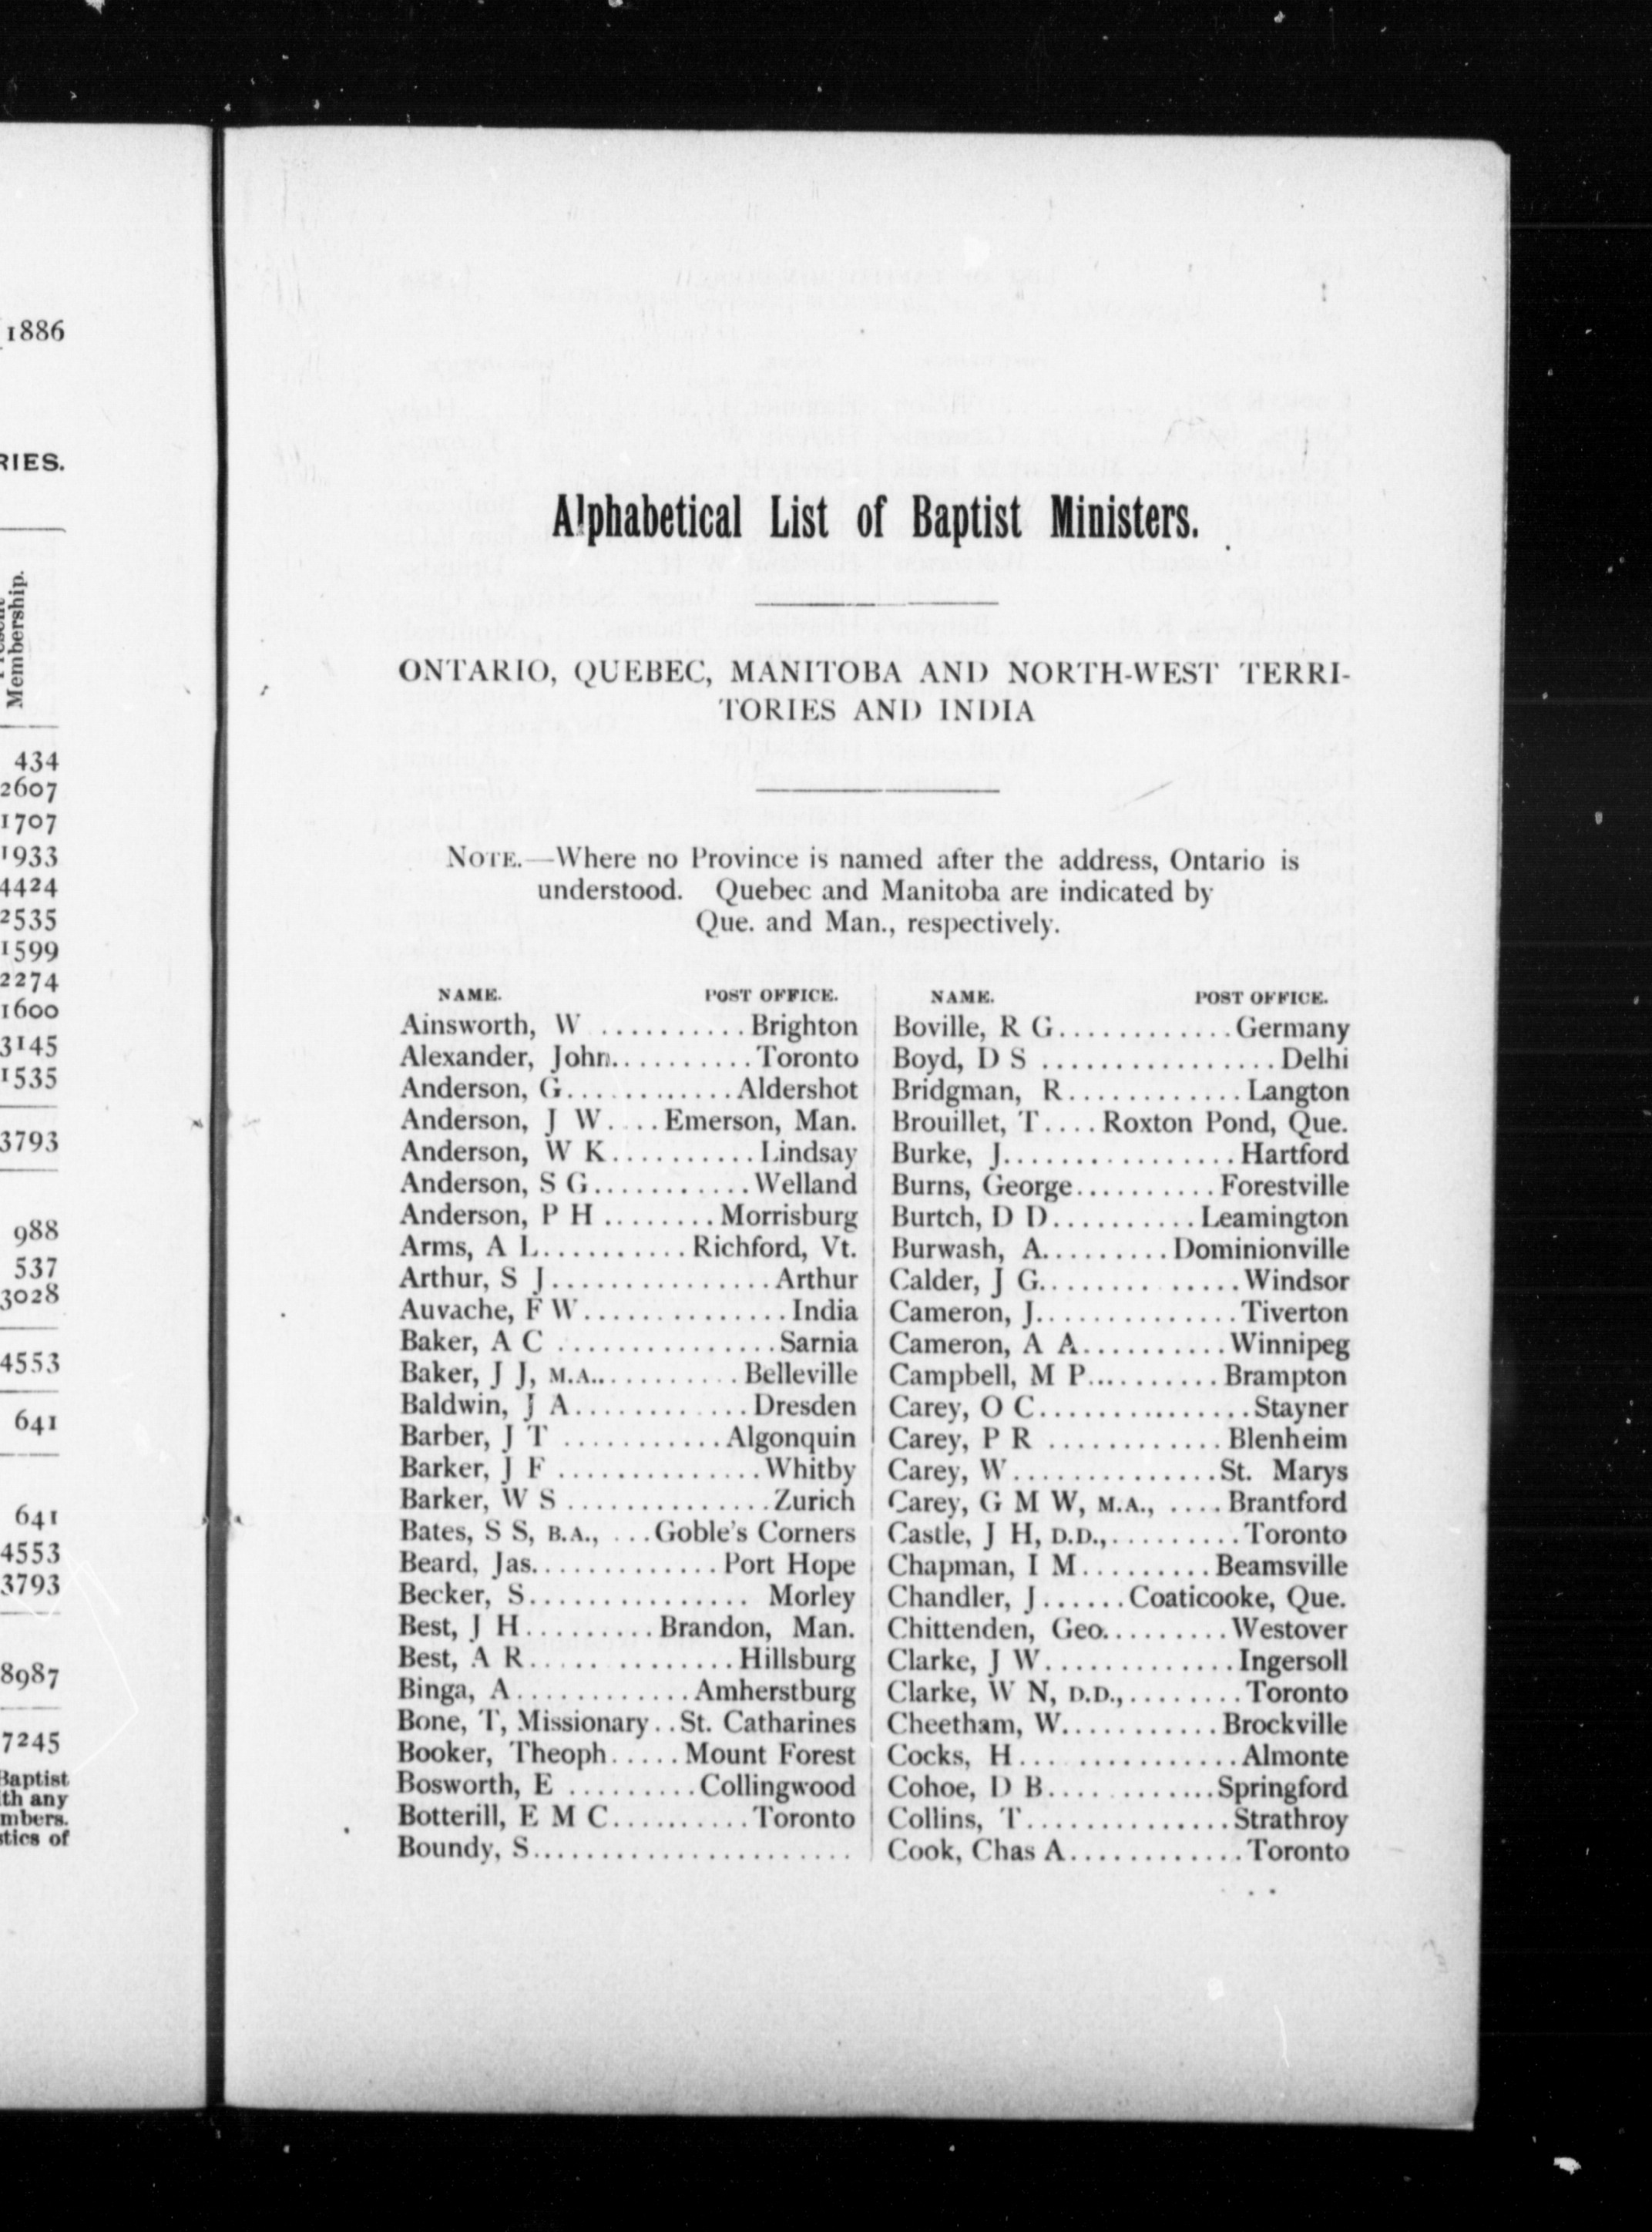 1886
RIES.
Membership.
434
2607
1707
1933
4424
2535
1599
2274
1600
3145
1535
3793
988
537
3028
4553
641
641
4553
3793
8987
7245
Baptist
th any
mbers.
stics of
Alphabetical List of Baptist Ministers.
ONTARIO, QUEBEC, MANITOBA AND NORTH-WEST TERRI-
TORIES AND INDIA
NOTE.—Where no Province is named after the address, Ontario is
understood. Quebec and Manitoba are indicated by
Que. and Man., respectively.
NAME. POST OFFICE.
Ainsworth, W .......... Brighton
Alexander, John.......... Toronto
Anderson, G............. Aldershot
Anderson, J W.... Emerson, Man.
Anderson, W K........... Lindsay
Anderson, S G............ Welland
Anderson, P H ........ Morrisburg
Arms, A L........... Richford, Vt.
Arthur, S J................ Arthur
Auvache, F W............... India
Baker, A C ................ Sarnia
Baker, J J, M.A........... Belleville
Baldwin, J A............. Dresden
Barber, J T ............ Algonquin
Barker, J F ............... Whitby
Barker, W S ............... Zurich
Bates, S S, B.A., ... Goble's Corners
Beard, Jas.............. Port Hope
Becker, S................ Morley
Best, J H.......... Brandon, Man.
Best, A R............... Hillsburg
Binga, A............. Amherstburg
Bone, T, Missionary.. St. Catharines
Booker, Theoph..... Mount Forest
Bosworth, E .......... Collingwood
Botterill, E M C.......... Toronto
Boundy, S........................
NAME. POST OFFICE.
Boville, R G............. Germany
Boyd, D S ................. Delhi
Bridgman, R............. Langton
Brouillet, T.... Roxton Pond, Que.
Burke, J................. Hartford
Burns, George.......... Forestville
Burtch, D D........... Leamington
Burwash, A......... Dominionville
Calder, J G............... Windsor
Cameron, J............... Tiverton
Cameron, A A........... Winnipeg
Campbell, M P.......... Brampton
Carey, O C................ Stayner
Carey, P R ............. Blenheim
Carey, W............... St. Marys
Carey, G M W, M.A., .... Brantford
Castle, J H, D.D.,.......... Toronto
Chapman, I M.......... Beamsville
Chandler, J...... Coaticooke, Que.
Chittenden, Geo.......... Westover
Clarke, J W.............. Ingersoll
Clarke, W N, D.D.,........ Toronto
Cheetham, W............ Brockville
Cocks, H................ Almonte
Cohoe, D B............ Springford
Collins, T............... Strathroy
Cook, Chas A............. Toronto